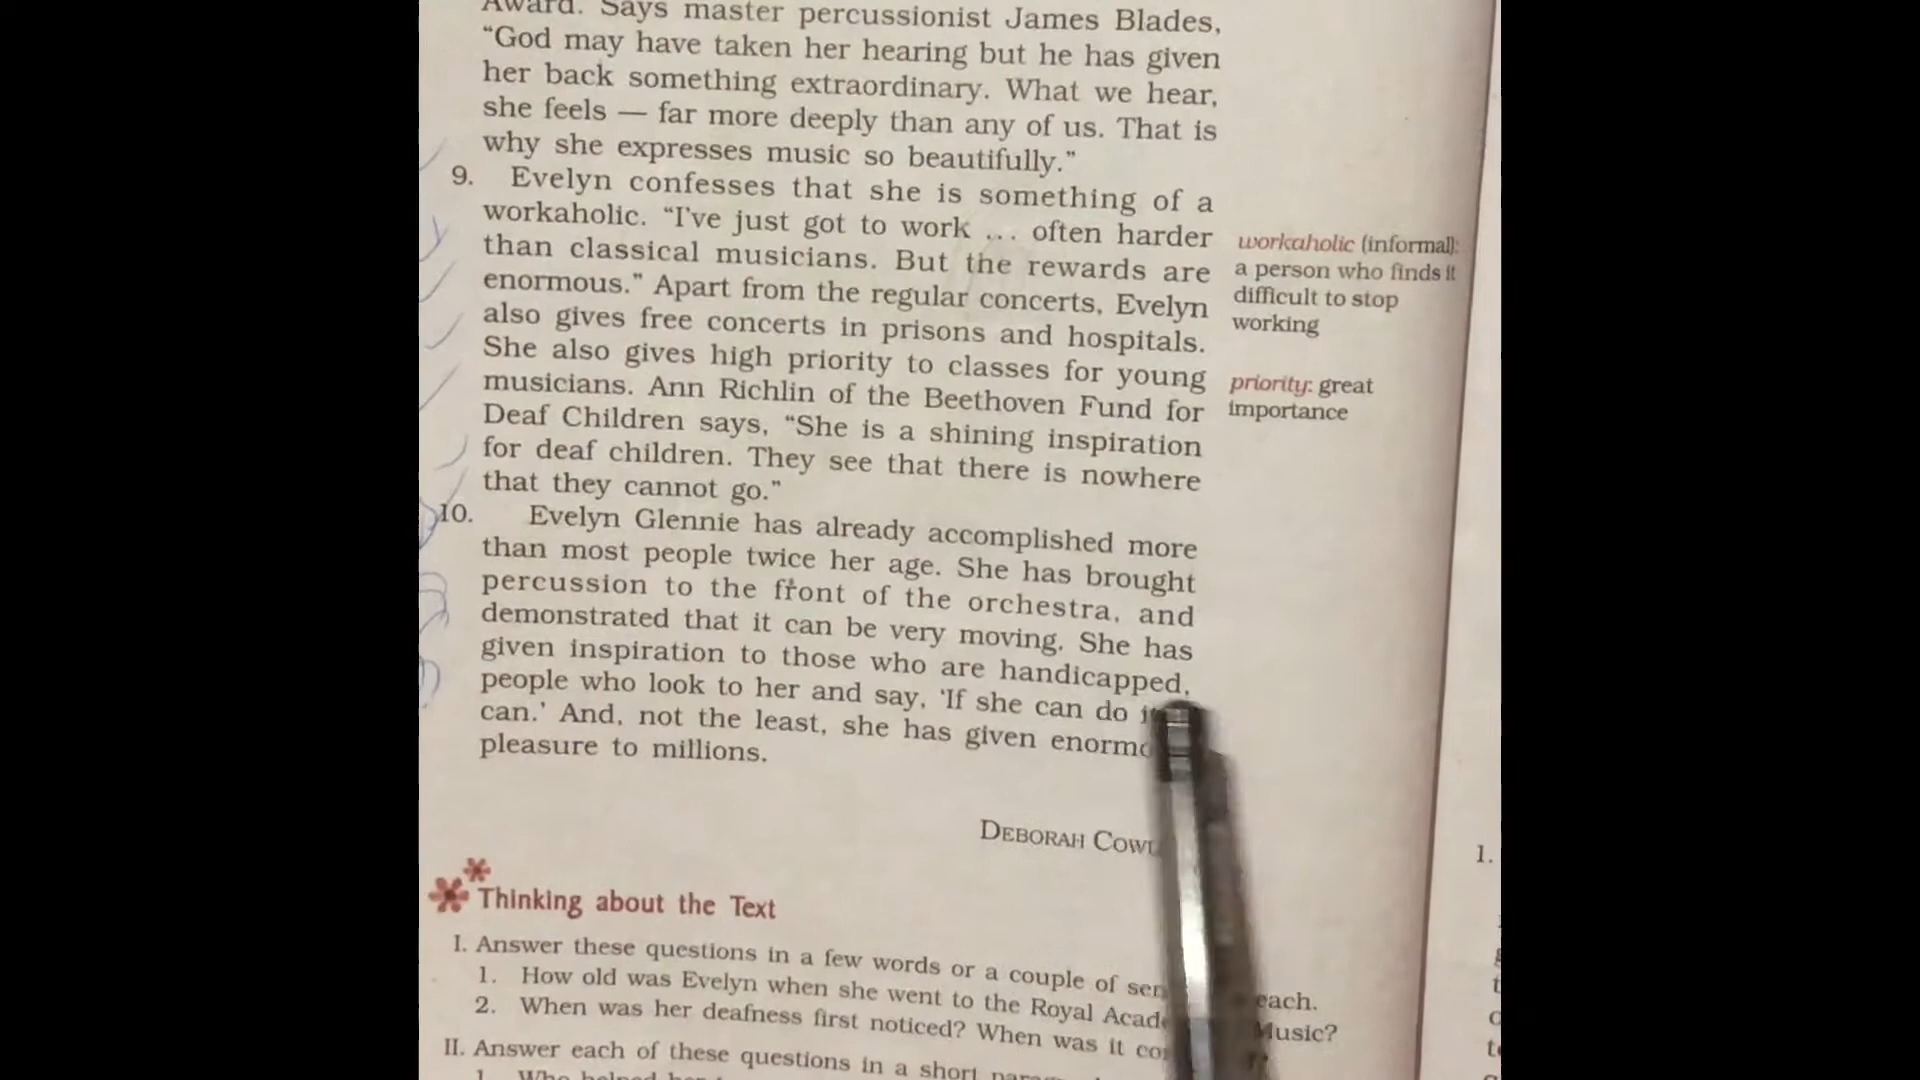 Award. Says master percussionist James Blades,
“God may have taken her hearing but he has given
her back something extraordinary. What we hear,
she feels — far more deeply than any of us. That is
why she expresses music so beautifully.”
9. Evelyn confesses that she is something of a
workaholic. “I've just got to work ... often harder
than classical musicians. But the rewards are
enormous.” Apart from the regular concerts, Evelyn
also gives free concerts in prisons and hospitals.
She also gives high priority to classes for young
musicians. Ann Richlin of the Beethoven Fund for
Deaf Children says, “She is a shining inspiration
for deaf children. They see that there is nowhere
that they cannot go.”
workaholic (informal):
a person who finds it
difficult to stop
working
priority: great
importance
10. Evelyn Glennie has already accomplished more
than most people twice her age. She has brought
percussion to the front of the orchestra, and
demonstrated that it can be very moving. She has
given inspiration to those who are handicapped,
people who look to her and say, ‘If she can do
can.’ And, not the least, she has given
pleasure to millions.
DEBORAH
Thinking about the Text
I. Answer these questions in a few words or a couple of each.
1. How old was Evelyn when she went to the Royal Music?
2. When was her deafness first noticed? When was it
II. Answer each of these questions in a short
1.